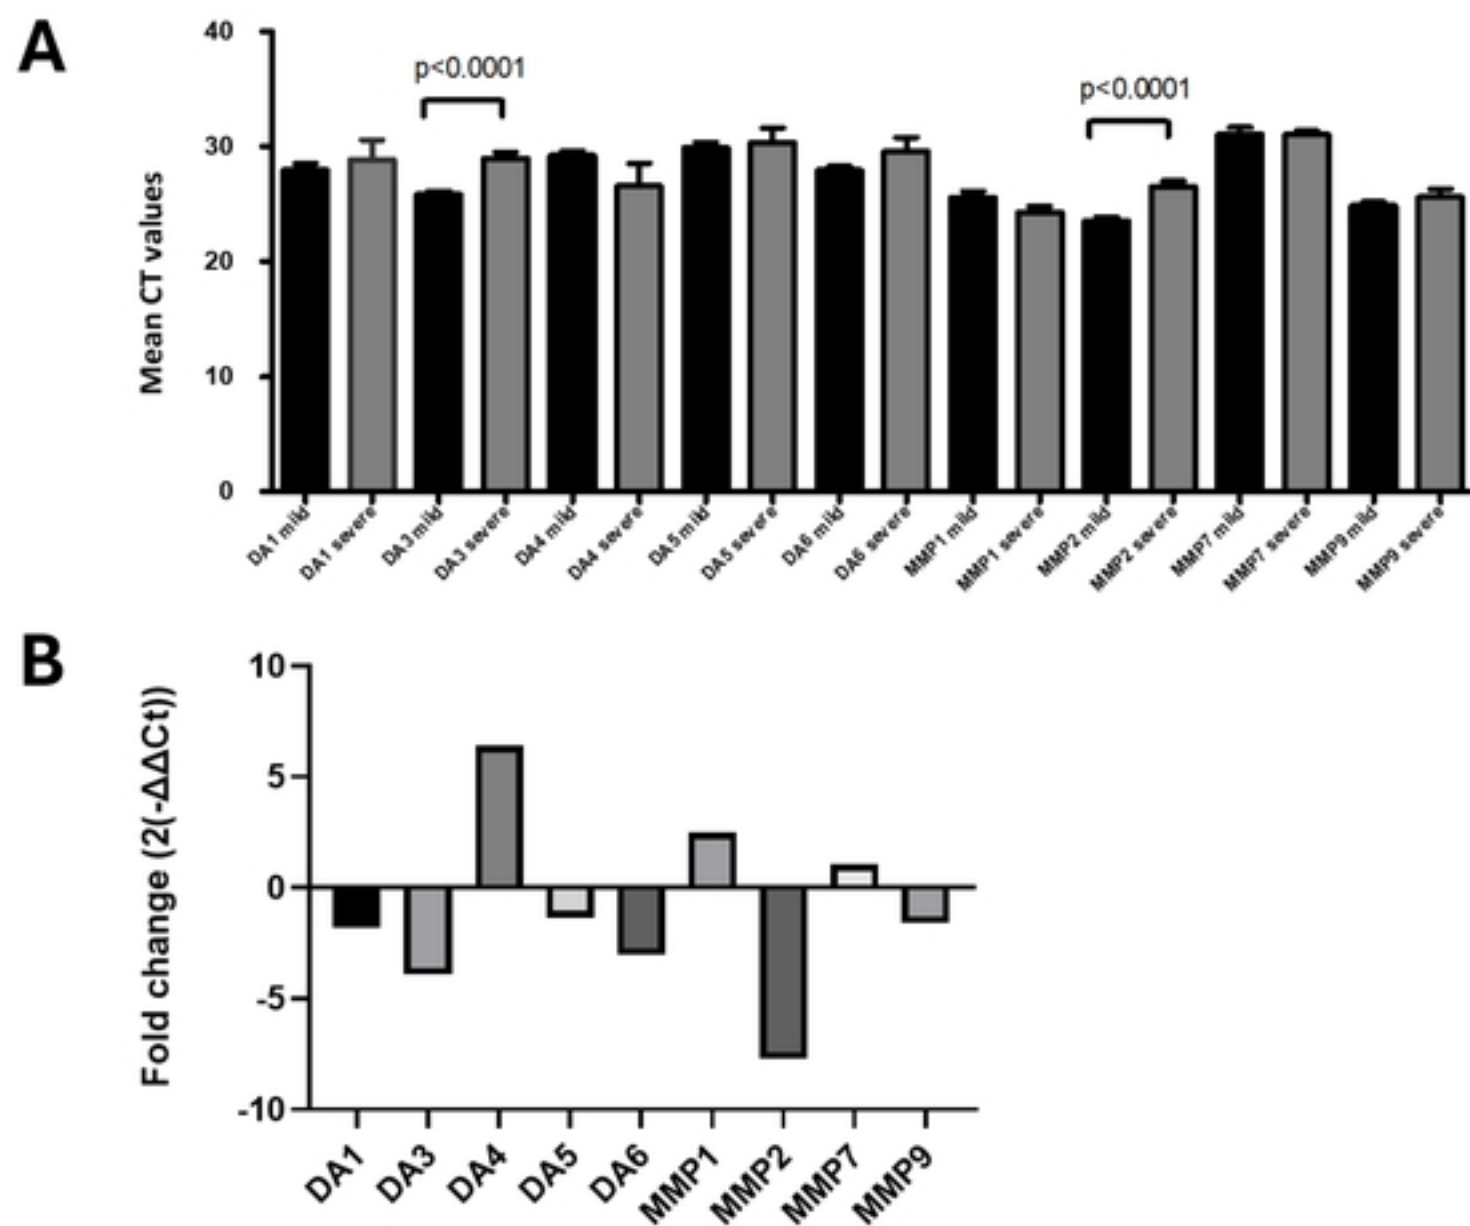 A
Mean CT values
40
30
20
10
0
p<0.0001
p<0.0001
DA1 mild
DA1 severe
DA3 mild
DA3 severe
DA4 mild
DA4 severe
DA5 mild
DA5 severe
DA6 mild
DA6 severe
MMP1 mild
MMP1 severe
MMP2 mild
MMP2 severe
MMP7 mild
MMP7 severe
MMP9 mild
MMP9 severe
B
Fold change (2(-ΔΔCt))
10
5
0
-5
-10
DA1
DA3
DA4
DA5
DA6
MMP1
MMP2
MMP7
MMP9